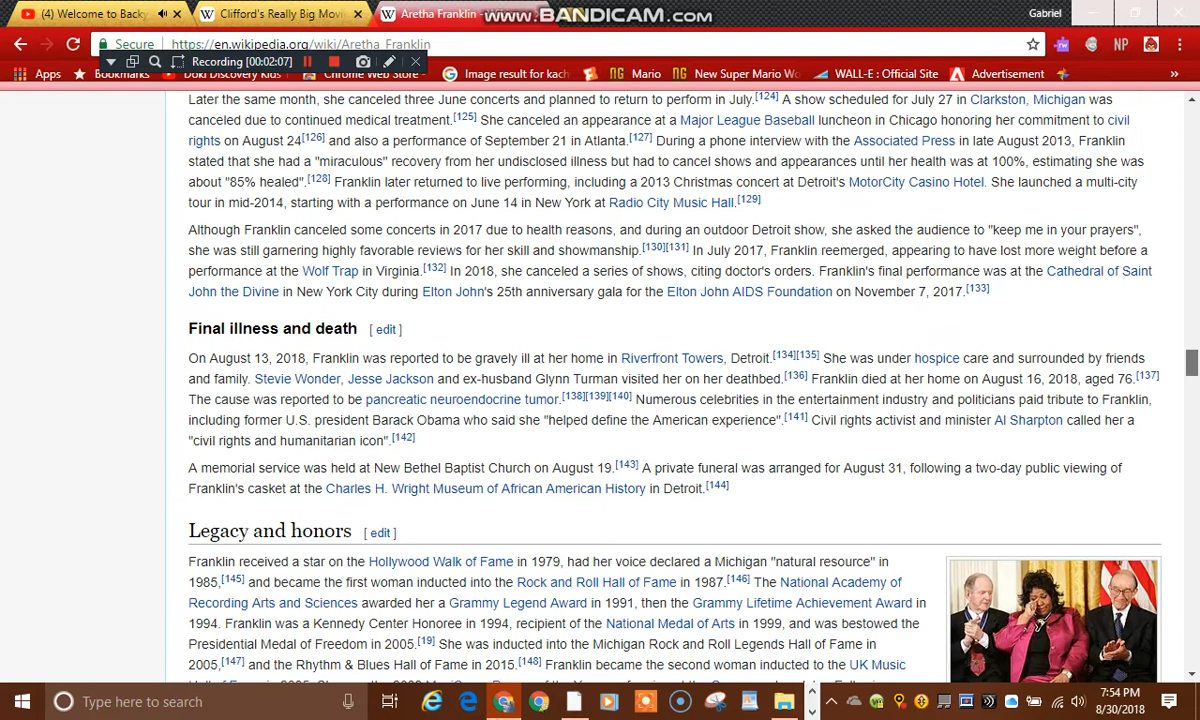 (4) Welcome to Back
Clifford's Really Big Mov
Aretha Franklin -
www.BANDICAM.com
Gabriel
Secure
https://en.wikipedia.org/wiki/Aretha_Franklin
NP
Recording [00:02:07]
Apps
Bookmarks
Doki Discovery Kids
Chrome Web Store
Image result for kach
Mario
New Super Mario Wo
WALL-E : Official Site
Advertisement
»
Later the same month, she canceled three June concerts and planned to return to perform in July.[124] A show scheduled for July 27 in Clarkston, Michigan was
canceled due to continued medical treatment.[125] She canceled an appearance at a Major League Baseball luncheon in Chicago honoring her commitment to civil
rights on August 24[126] and also a performance of September 21 in Atlanta.[127] During a phone interview with the Associated Press in late August 2013, Franklin
stated that she had a "miraculous" recovery from her undisclosed illness but had to cancel shows and appearances until her health was at 100%, estimating she was
about "85% healed".[128] Franklin later returned to live performing, including a 2013 Christmas concert at Detroit's MotorCity Casino Hotel. She launched a multi-city
tour in mid-2014, starting with a performance on June 14 in New York at Radio City Music Hall.[129]
Although Franklin canceled some concerts in 2017 due to health reasons, and during an outdoor Detroit show, she asked the audience to "keep me in your prayers",
she was still garnering highly favorable reviews for her skill and showmanship.[130][131] In July 2017, Franklin reemerged, appearing to have lost more weight before a
performance at the Wolf Trap in Virginia.[132] In 2018, she canceled a series of shows, citing doctor's orders. Franklin's final performance was at the Cathedral of Saint
John the Divine in New York City during Elton John's 25th anniversary gala for the Elton John AIDS Foundation on November 7, 2017.[133]
Final illness and death [ edit ]
On August 13, 2018, Franklin was reported to be gravely ill at her home in Riverfront Towers, Detroit.[134][135] She was under hospice care and surrounded by friends
and family. Stevie Wonder, Jesse Jackson and ex-husband Glynn Turman visited her on her deathbed.[136] Franklin died at her home on August 16, 2018, aged 76.[137]
The cause was reported to be pancreatic neuroendocrine tumor.[138][139][140] Numerous celebrities in the entertainment industry and politicians paid tribute to Franklin,
including former U.S. president Barack Obama who said she "helped define the American experience".[141] Civil rights activist and minister Al Sharpton called her a
"civil rights and humanitarian icon".[142]
A memorial service was held at New Bethel Baptist Church on August 19.[143] A private funeral was arranged for August 31, following a two-day public viewing of
Franklin's casket at the Charles H. Wright Museum of African American History in Detroit.[144]
Legacy and honors [ edit ]
Franklin received a star on the Hollywood Walk of Fame in 1979, had her voice declared a Michigan "natural resource" in
1985,[145] and became the first woman inducted into the Rock and Roll Hall of Fame in 1987.[146] The National Academy of
Recording Arts and Sciences awarded her a Grammy Legend Award in 1991, then the Grammy Lifetime Achievement Award in
1994. Franklin was a Kennedy Center Honoree in 1994, recipient of the National Medal of Arts in 1999, and was bestowed the
Presidential Medal of Freedom in 2005.[19] She was inducted into the Michigan Rock and Roll Legends Hall of Fame in
2005,[147] and the Rhythm & Blues Hall of Fame in 2015.[148] Franklin became the second woman inducted to the UK Music
Type here to search
7:54 PM
8/30/2018